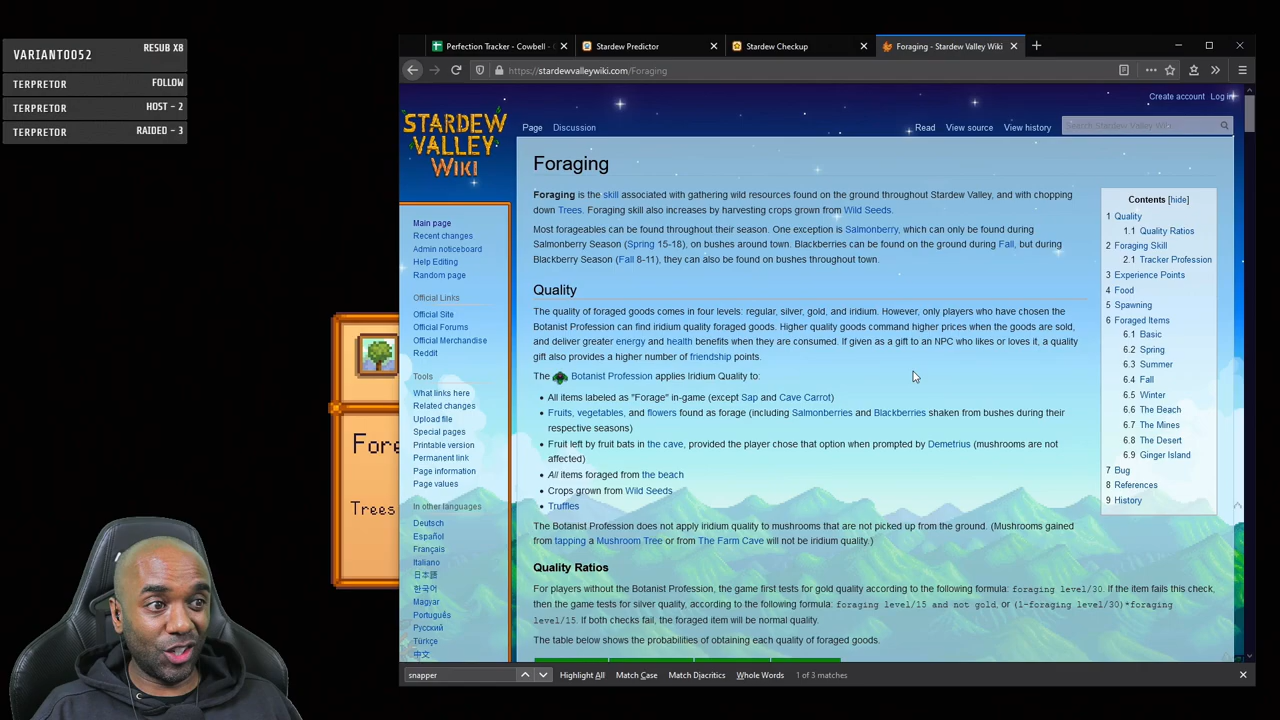 VARIANT0052 RESUB X8
TERPRETOR FOLLOW
TERPRETOR HOST - 2
TERPRETOR RAIDED - 3
Perfection Tracker - Cowbell -
Stardew Predictor
Stardew Checkup
Foraging - Stardew Valley Wiki
https://stardewvalleywiki.com/Foraging
Create account Log in
STARDEW
VALLEY
WIKI
Page Discussion Read View source View history Search Stardew Valley Wiki
Main page
Recent changes
Admin noticeboard
Help Editing
Random page
Official Links
Official Site
Official Forums
Official Merchandise
Reddit
Tools
What links here
Related changes
Upload file
Special pages
Printable version
Permanent link
Page information
Page values
In other languages
Deutsch
Español
Français
Italiano
日本語
한국어
Magyar
Português
Русский
Türkçe
中文
Foraging
Foraging is the skill associated with gathering wild resources found on the ground throughout Stardew Valley, and with chopping
down Trees. Foraging skill also increases by harvesting crops grown from Wild Seeds.
Most forageables can be found throughout their season. One exception is Salmonberry, which can only be found during
Salmonberry Season (Spring 15-18), on bushes around town. Blackberries can be found on the ground during Fall, but during
Blackberry Season (Fall 8-11), they can also be found on bushes throughout town.
Quality
The quality of foraged goods comes in four levels: regular, silver, gold, and iridium. However, only players who have chosen the
Botanist Profession can find iridium quality foraged goods. Higher quality goods command higher prices when the goods are sold,
and deliver greater energy and health benefits when they are consumed. If given as a gift to an NPC who likes or loves it, a quality
gift also provides a higher number of friendship points.
The Botanist Profession applies Iridium Quality to:
• All items labeled as "Forage" in-game (except Sap and Cave Carrot)
• Fruits, vegetables, and flowers found as forage (including Salmonberries and Blackberries shaken from bushes during their
respective seasons)
• Fruit left by fruit bats in the cave, provided the player chose that option when prompted by Demetrius (mushrooms are not
affected)
• All items foraged from the beach
• Crops grown from Wild Seeds
• Truffles
The Botanist Profession does not apply iridium quality to mushrooms that are not picked up from the ground. (Mushrooms gained
from tapping a Mushroom Tree or from The Farm Cave will not be iridium quality.)
Quality Ratios
For players without the Botanist Profession, the game first tests for gold quality according to the following formula: foraging level/30. If the item fails this check,
then the game tests for silver quality, according to the following formula: foraging level/15 and not gold, or (1-foraging level/30)*foraging
level/15. If both checks fail, the foraged item will be normal quality.
The table below shows the probabilities of obtaining each quality of foraged goods.
Contents [hide]
1 Quality
1.1 Quality Ratios
2 Foraging Skill
2.1 Tracker Profession
3 Experience Points
4 Food
5 Spawning
6 Foraged Items
6.1 Basic
6.2 Spring
6.3 Summer
6.4 Fall
6.5 Winter
6.6 The Beach
6.7 The Mines
6.8 The Desert
6.9 Ginger Island
7 Bug
8 References
9 History
Fore
Trees
snapper Highlight All Match Case Match Diacritics Whole Words 1 of 3 matches